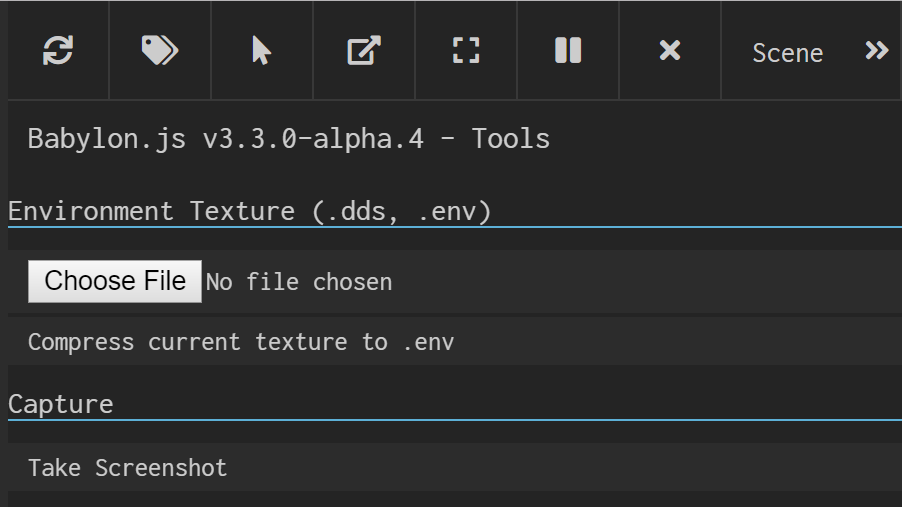 Scene
Babylon.js v3.3.0-alpha.4 - Tools
Environment Texture (.dds, .env)
Choose File No file chosen
Compress current texture to .env
Capture
Take Screenshot